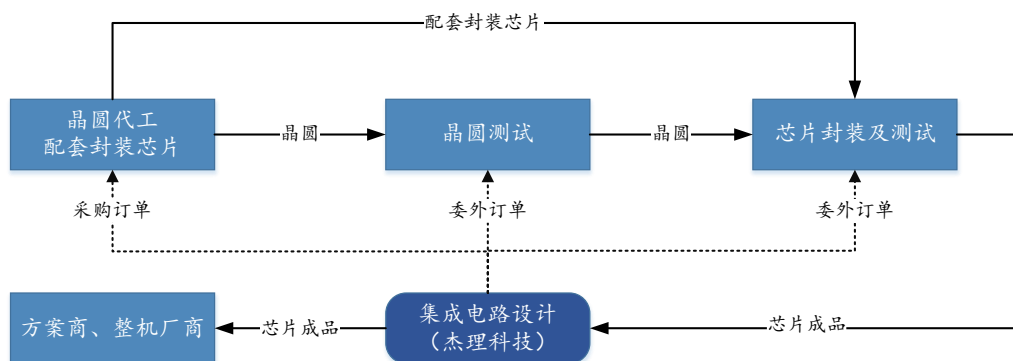 配套封装芯片
晶圆代工
配套封装芯片
晶圆
晶圆测试
晶圆
芯片封装及测试
采购订单
委外订单
委外订单
方案商、整机厂商
芯片成品
集成电路设计
（杰理科技）
芯片成品